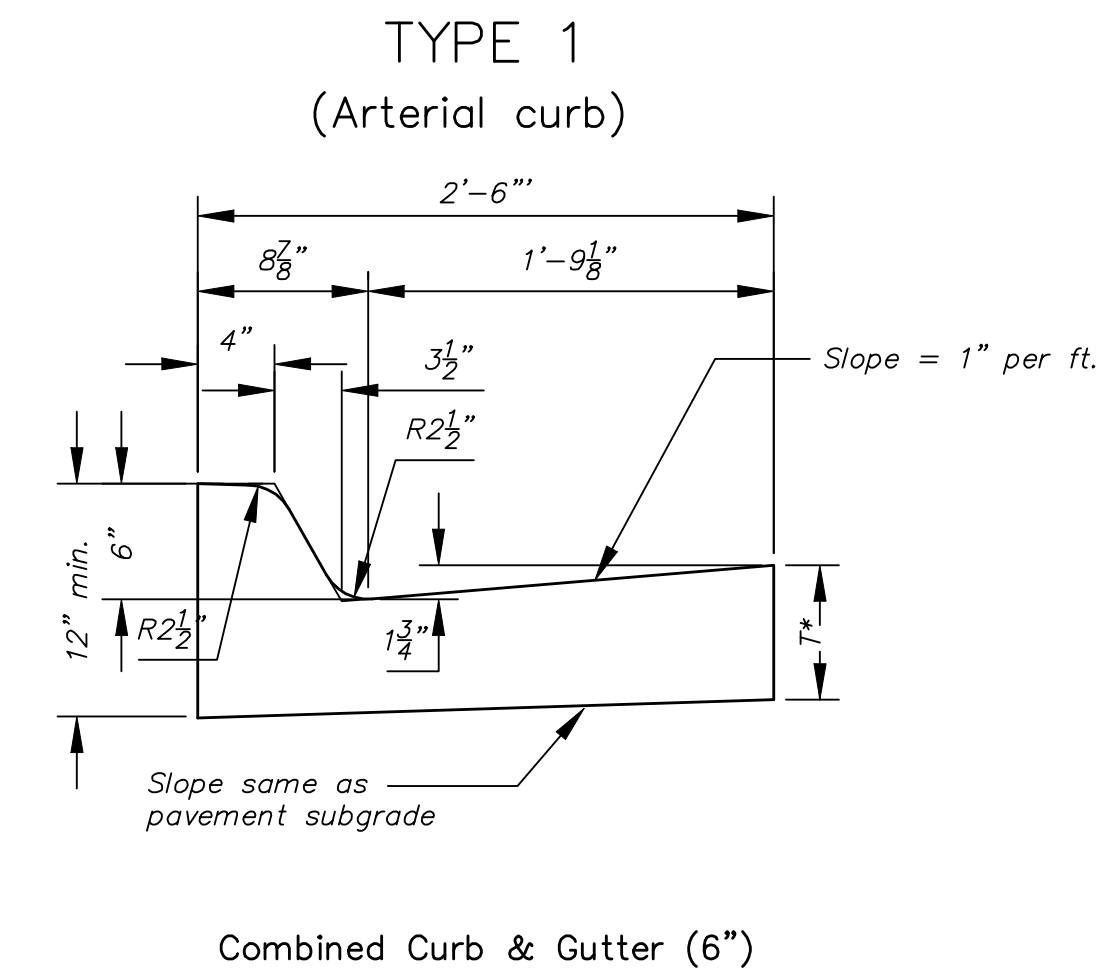 TYPE 1
(Arterial curb)
2'-6"'
8 7/8"
1'-9 1/8"
4"
3 1/2"
Slope = 1" per ft.
R2 1/2"
6"
12" min.
R2 1/2"
1 3/4"
T*
Slope same as
pavement subgrade
Combined Curb & Gutter (6")